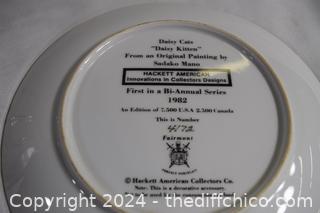 Daisy Cats
"Daisy Kitten"
From an Original Painting by
Sadako Mano
HACKETT AMERICAN
Innovations in Collectors Designs
First in a Bi-Annual Series
1982
An Edition of 7,500 U.S.A 2,500 Canada
This is Number
4172
Fairmont
© Hackett American Collectors Co.
Note: This is a decorative accessory.
Copyright 2024 - thestoragedepot.com